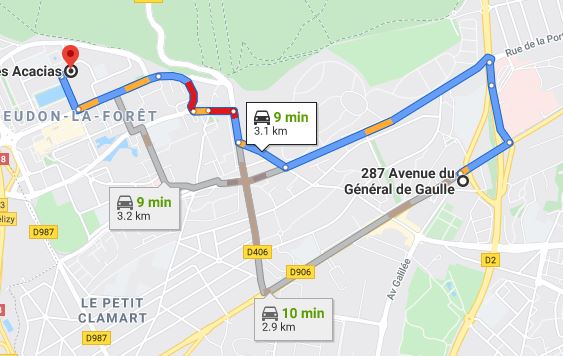 Rue de la Por
es Acacias
EUDON-LA-FORÊT
9 min
3.1 km
287 Avenue du
Général de Gaulle
8
élizy
9 min
3.2 km
D987
D406
D906
D2
Av Galilée
LE PETIT
CLAMART
10 min
2.9 km
D987